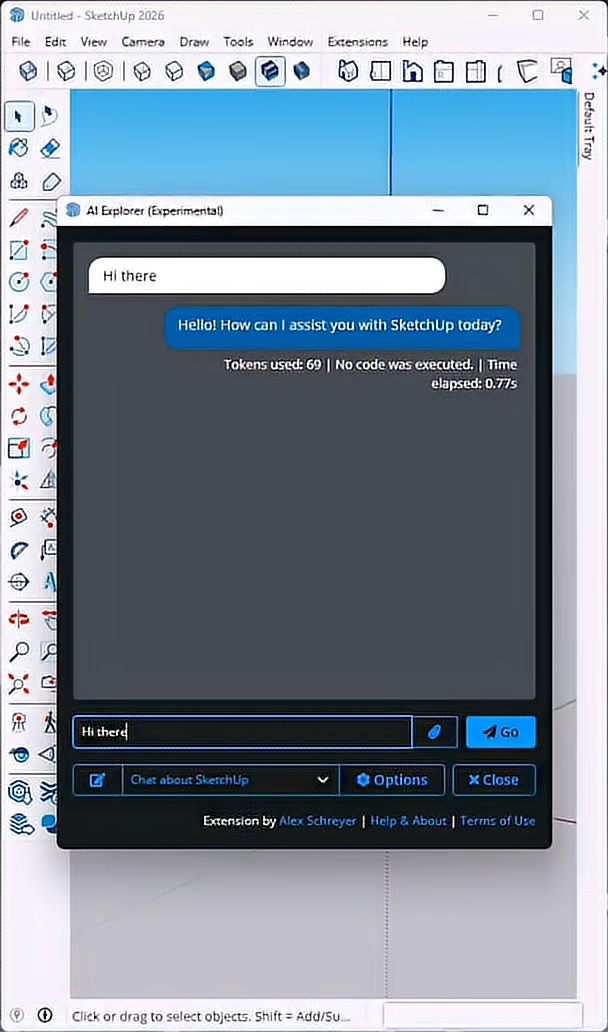 Untitled - SketchUp 2026
File Edit View Camera Draw Tools Window Extensions Help
Default Tray
AI Explorer (Experimental)
Hi there
Hello! How can I assist you with SketchUp today?
Tokens used: 69 | No code was executed. | Time
elapsed: 0.77s
Hi there
Go
Chat about SketchUp
Options
Close
Extension by Alex Schreyer | Help & About | Terms of Use
Click or drag to select objects. Shift = Add/Su...